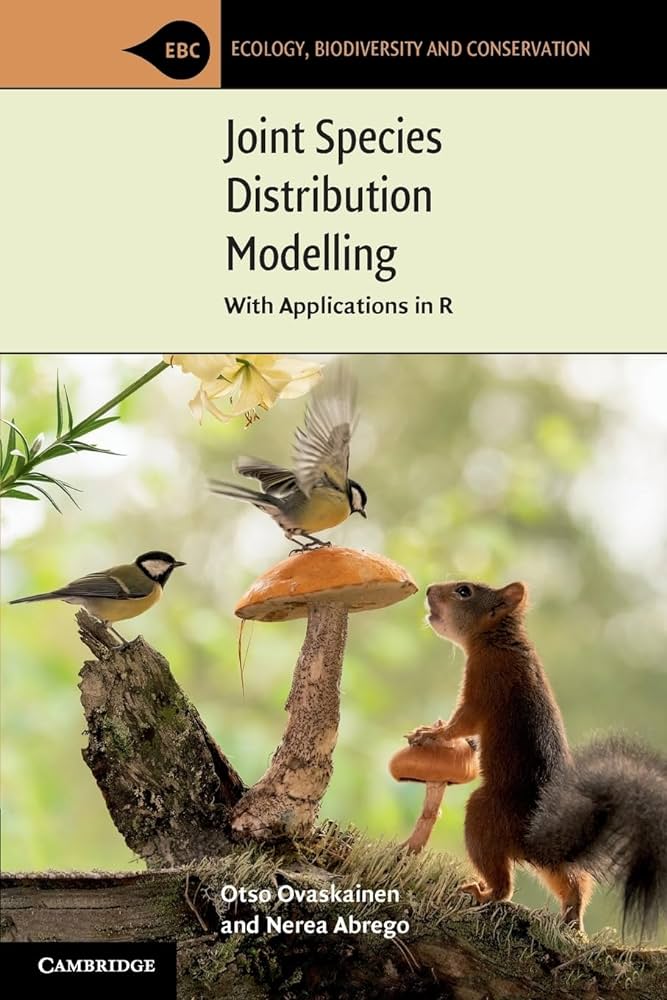 EBC
ECOLOGY, BIODIVERSITY AND CONSERVATION
Joint Species
Distribution
Modelling
With Applications in R
Otso Ovaskainen
and Nerea Abrego
CAMBRIDGE